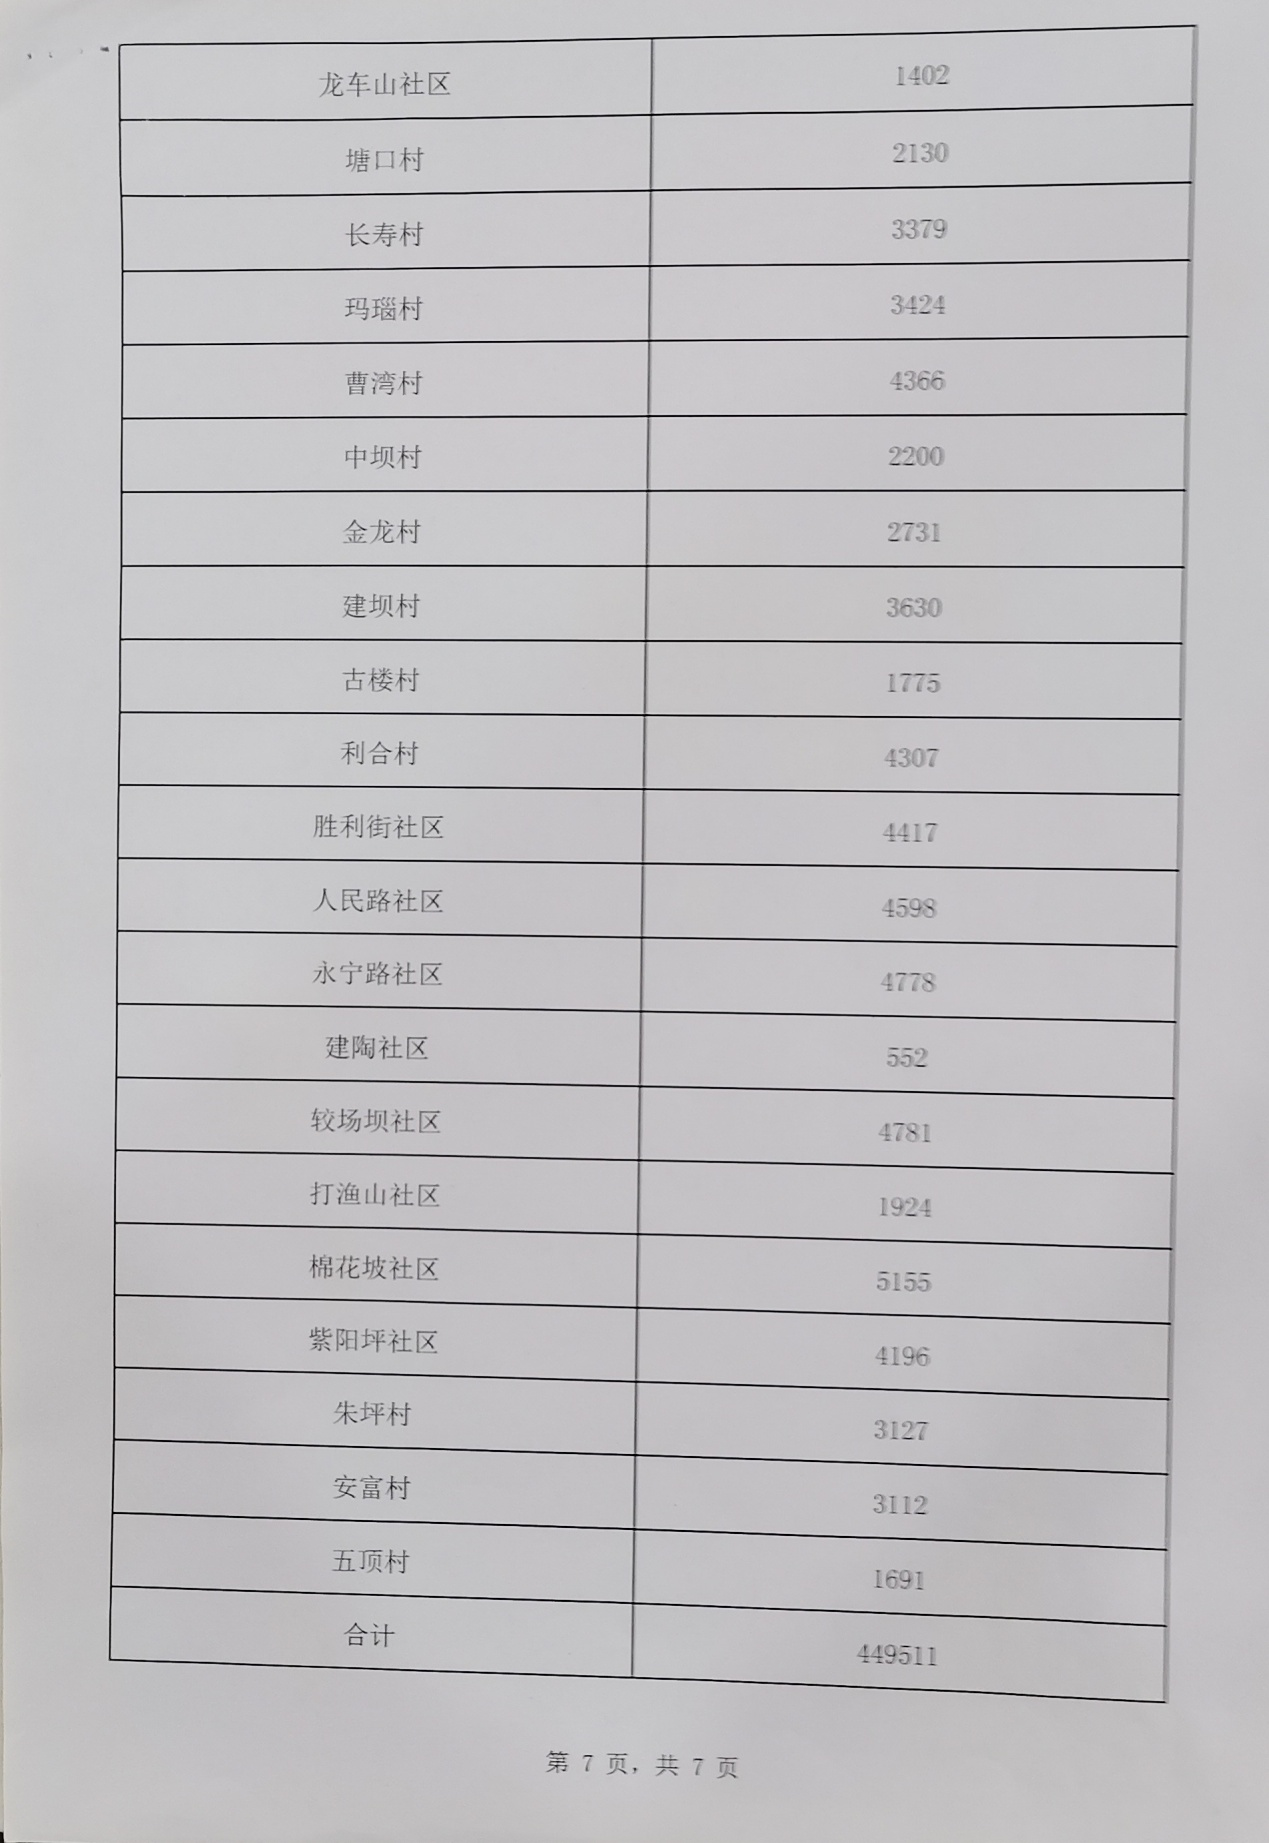 龙车山社区 1402
塘口村 2130
长寿村 3379
玛瑙村 3424
曹湾村 4366
中坝村 2200
金龙村 2731
建坝村 3630
古楼村 1775
利合村 4307
胜利街社区 4417
人民路社区 4598
永宁路社区 4778
建陶社区 552
较场坝社区 4781
打渔山社区 1924
棉花坡社区 5155
紫阳坪社区 4196
朱坪村 3127
安富村 3112
五顶村 1691
合计 449511
第 7 页，共 7 页